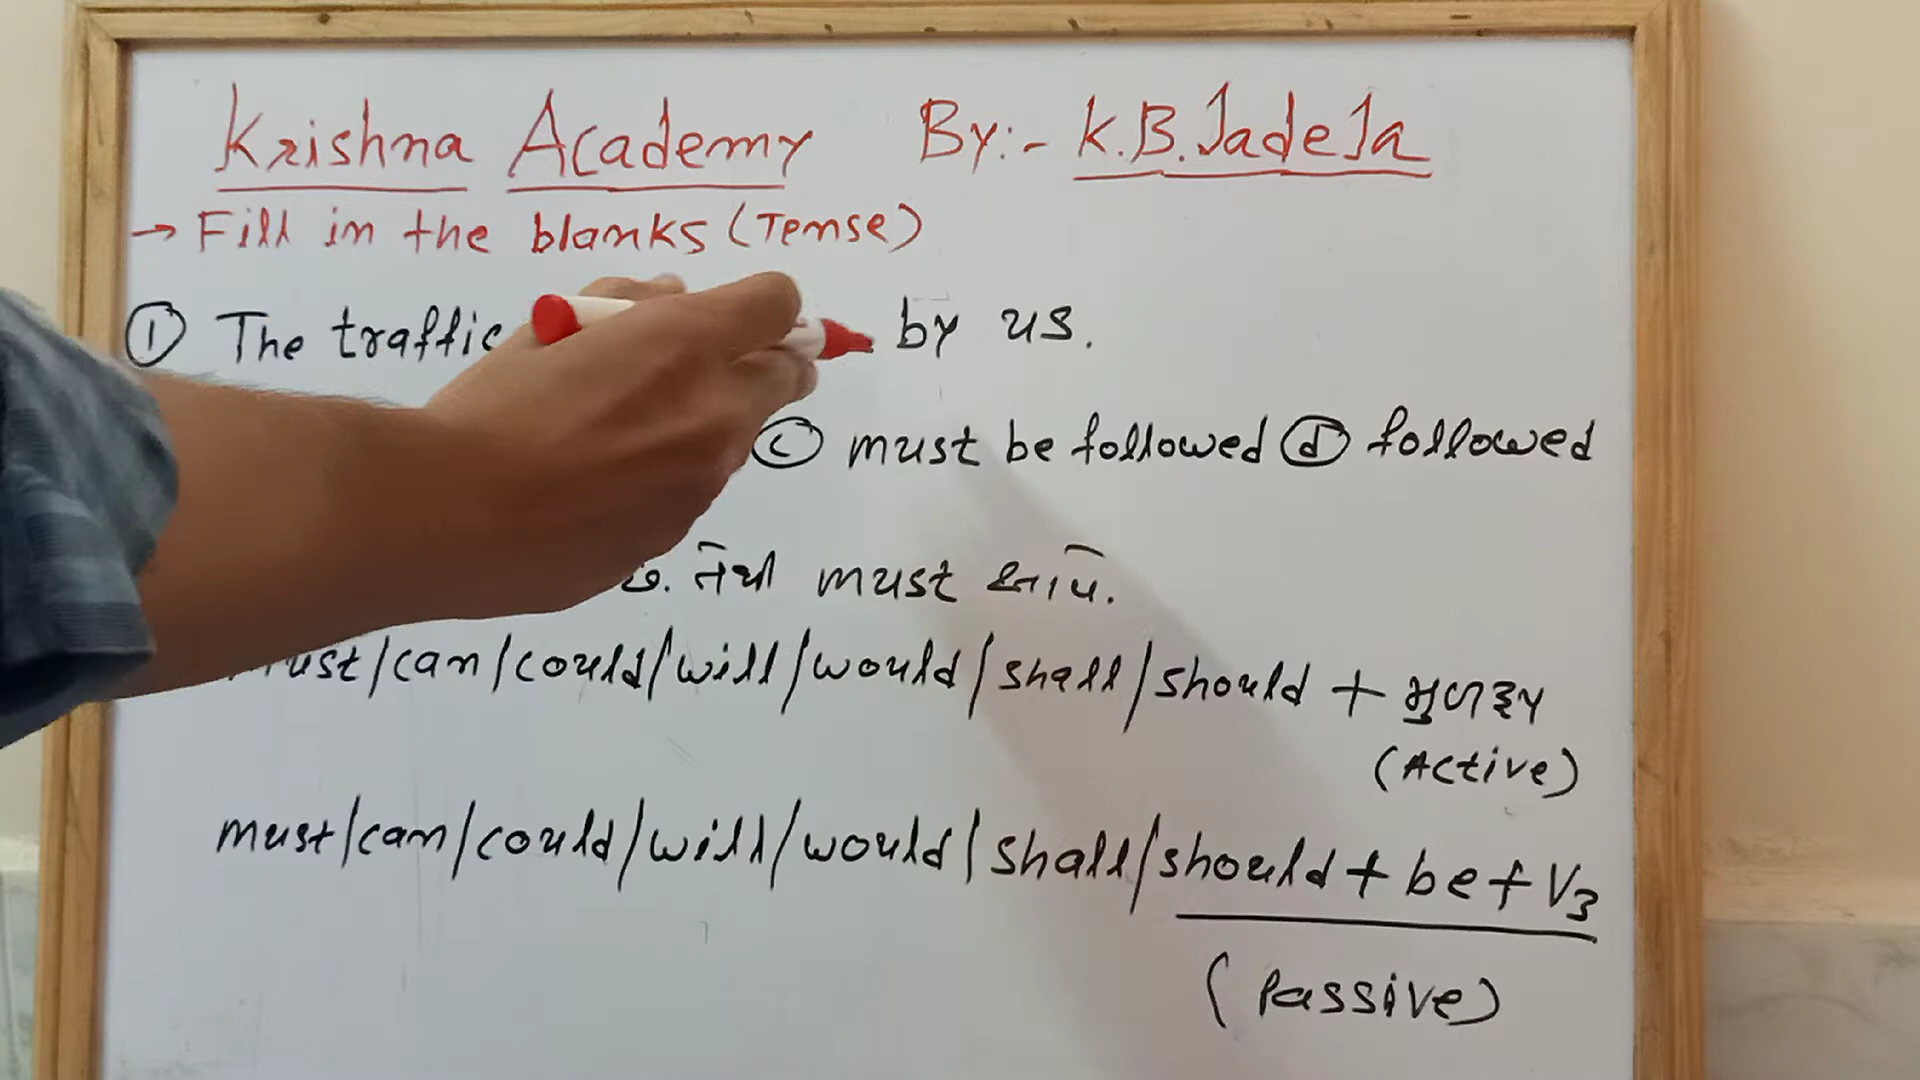 Krishna Academy By:- K.B.JadeJa
→ Fill in the blanks (Tense)
① The traffic by us.
ⓒ must be followed ⓓ followed
છે. તેથી must આવે.
must/can/could/will/would/shall/should + મુળરૂપ
(Active)
must/can/could/will/would/shall/should + be + V3
(Passive)